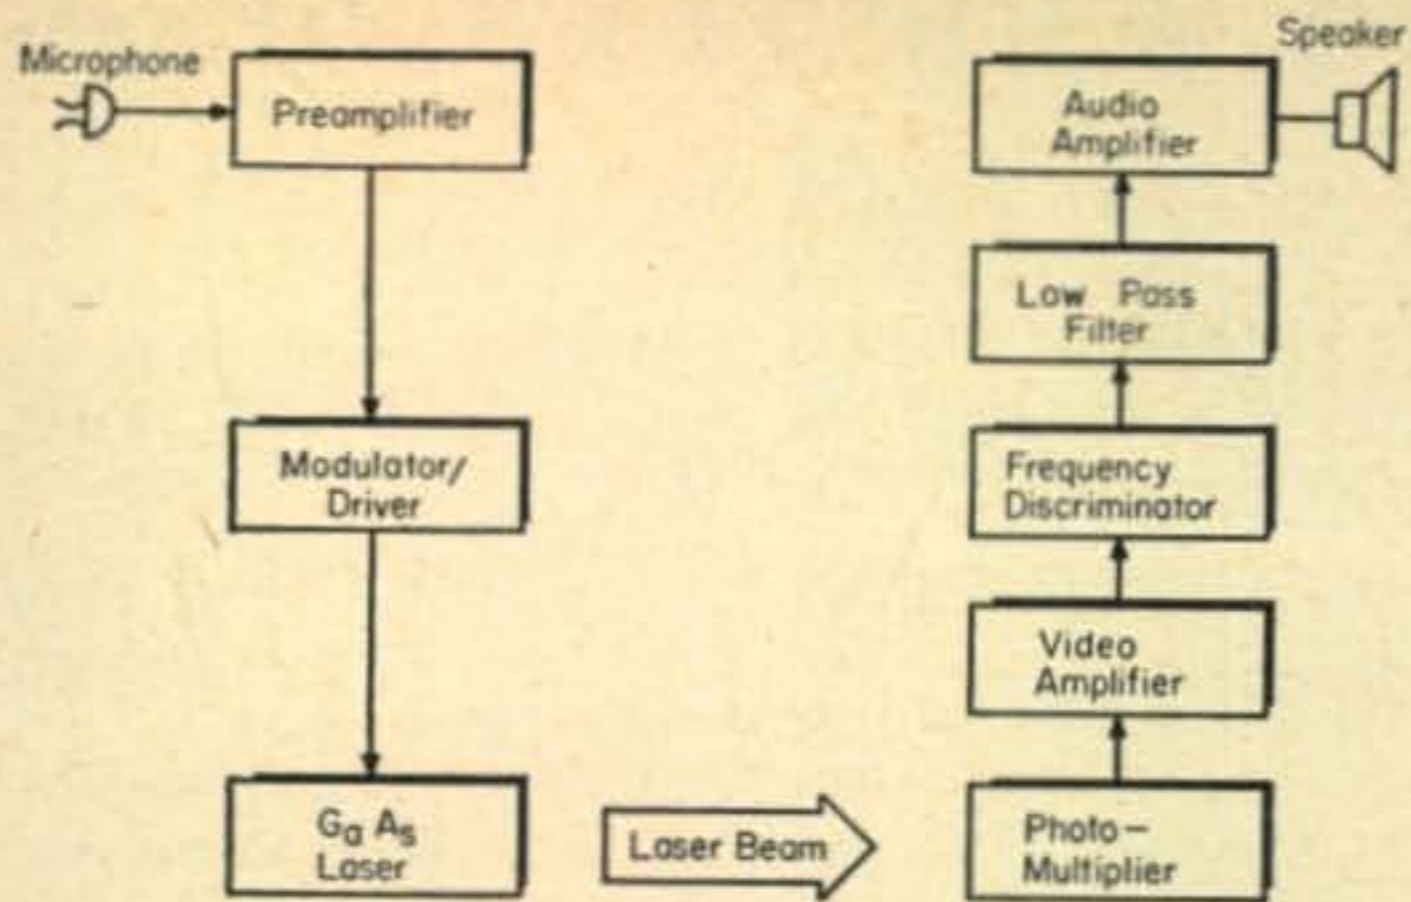 Microphone
Preamplifier
Modulator/
Driver
Ga As
Laser
Laser Beam
Photo-
Multiplier
Video
Amplifier
Frequency
Discriminator
Low Pass
Filter
Audio
Amplifier
Speaker